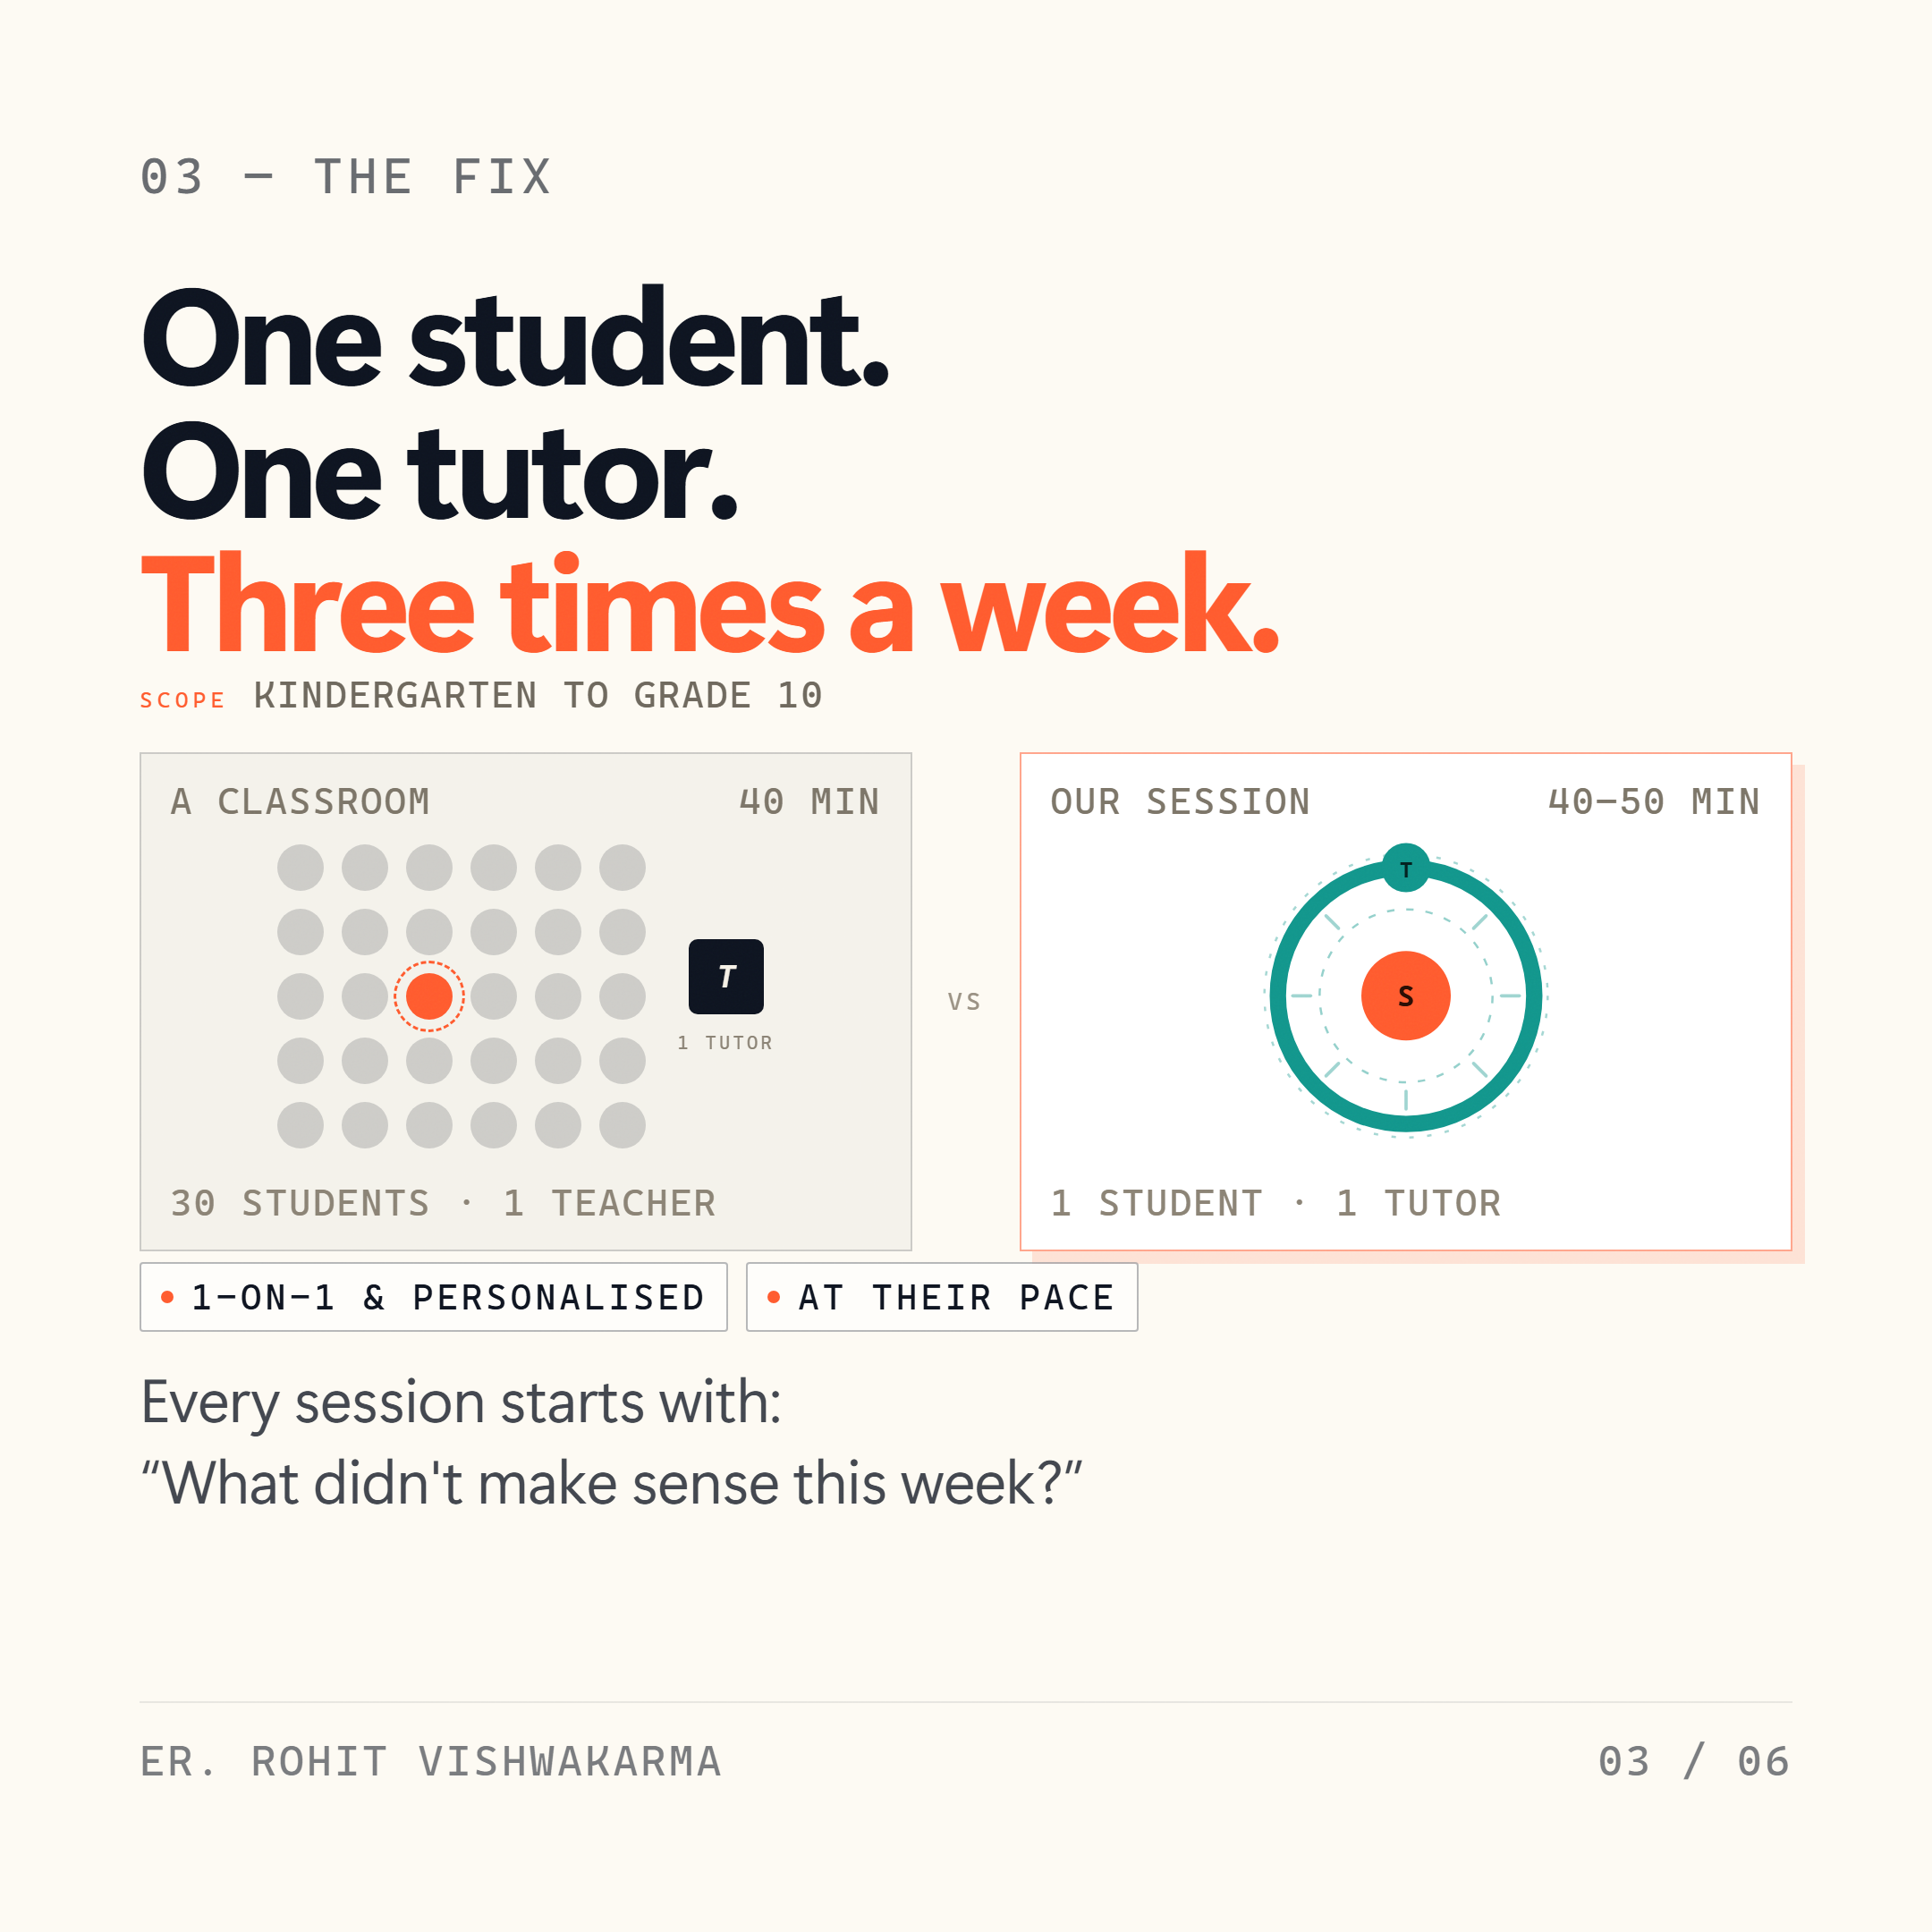 03 — THE FIX
One student.
One tutor.
Three times a week.
SCOPE KINDERGARTEN TO GRADE 10
A CLASSROOM 40 MIN
T
1 TUTOR
30 STUDENTS · 1 TEACHER
VS
OUR SESSION 40–50 MIN
T
S
1 STUDENT · 1 TUTOR
1-ON-1 & PERSONALISED
AT THEIR PACE
Every session starts with:
“What didn't make sense this week?”
ER. ROHIT VISHWAKARMA 03 / 06